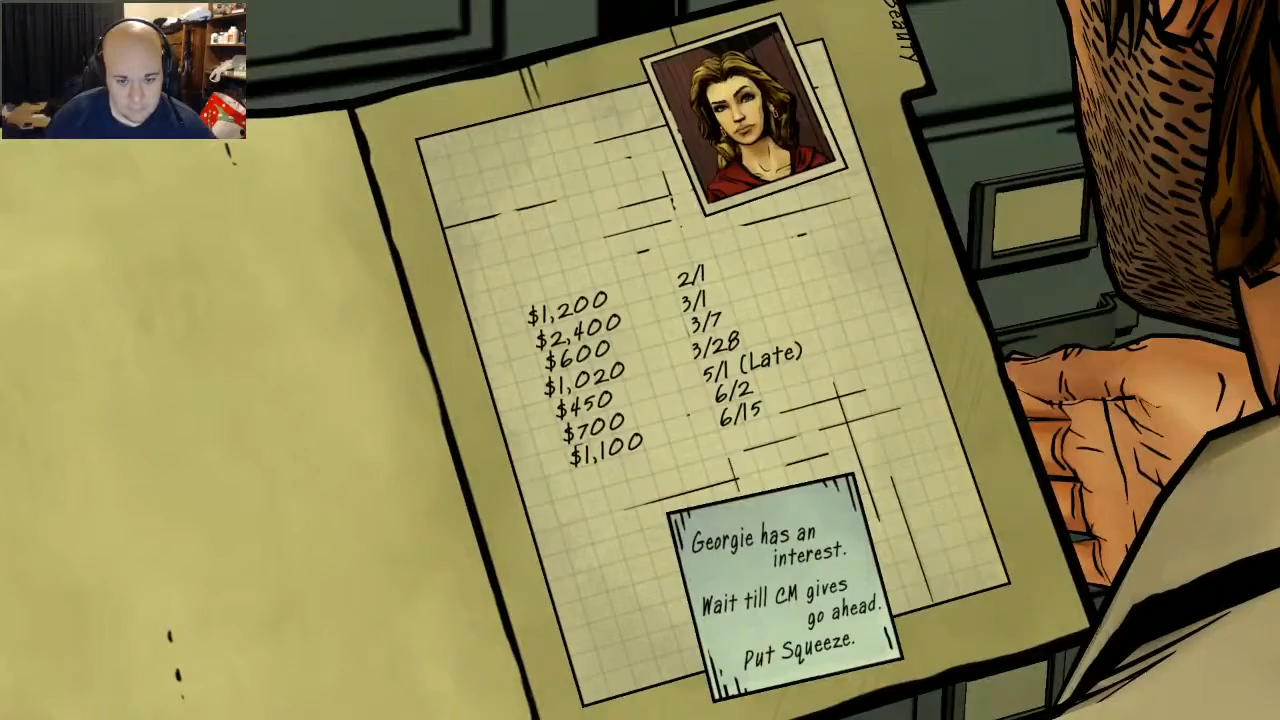 Beauty
$1,200 2/1
$2,400 3/1
$600 3/7
$1,020 3/28
$450 5/1 (Late)
$700 6/2
$1,100 6/15
Georgie has an
interest.
Wait till CM gives
go ahead.
Put Squeeze.